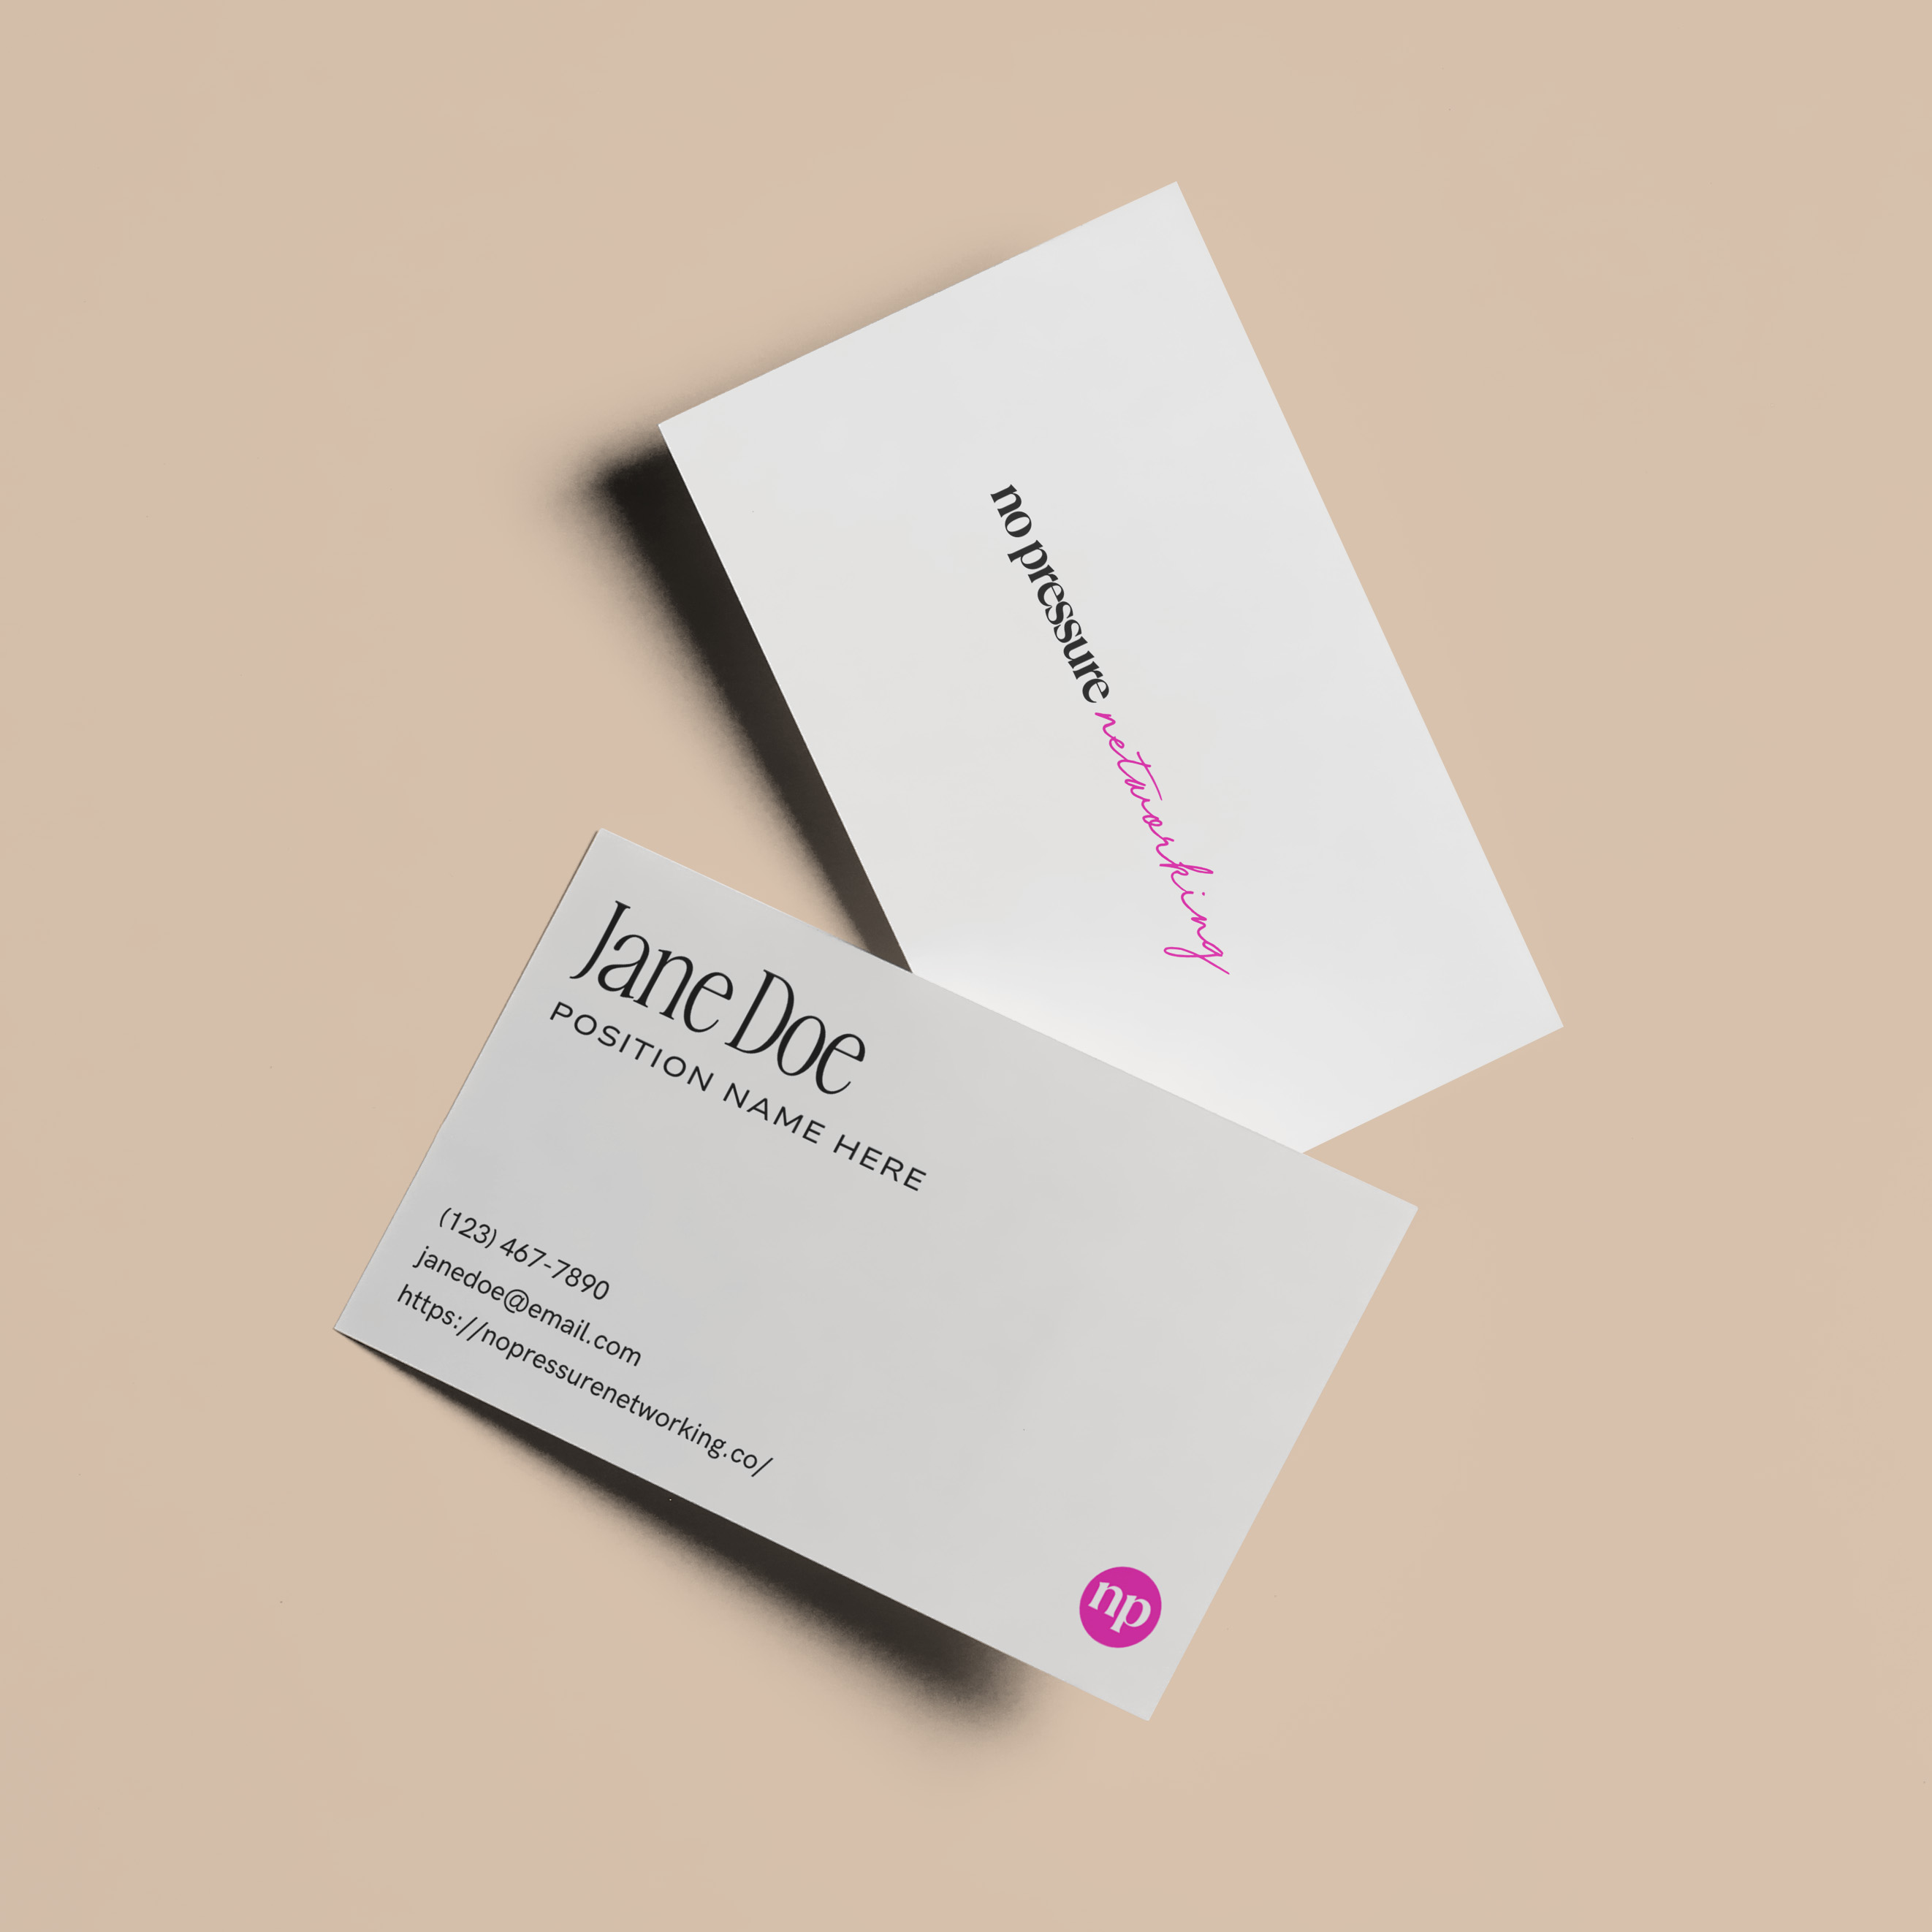 no pressure networking
Jane Doe
POSITION NAME HERE
(123) 467-7890
janedoe@email.com
https://nopressurenetworking.co/
np